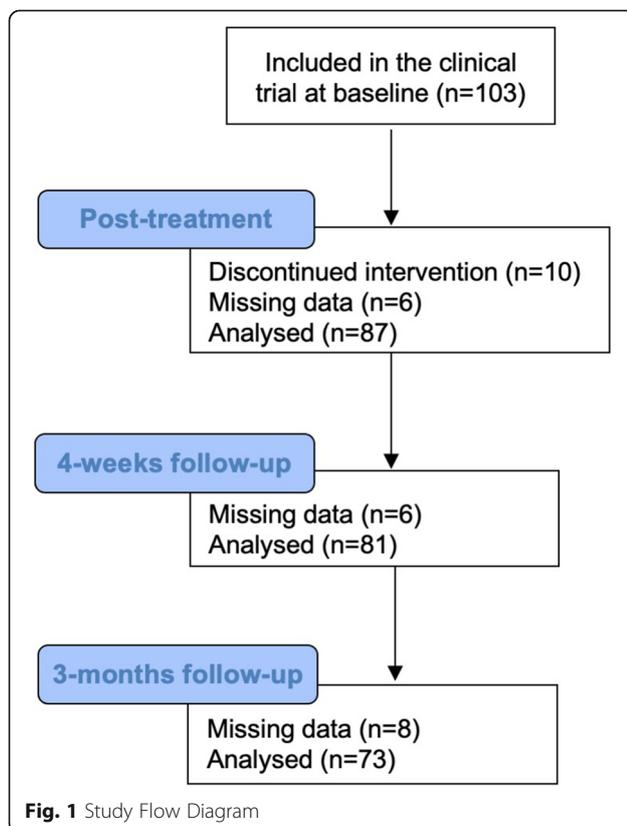 Included in the clinical
trial at baseline (n=103)
Post-treatment
Discontinued intervention (n=10)
Missing data (n=6)
Analysed (n=87)
4-weeks follow-up
Missing data (n=6)
Analysed (n=81)
3-months follow-up
Missing data (n=8)
Analysed (n=73)
Fig. 1 Study Flow Diagram